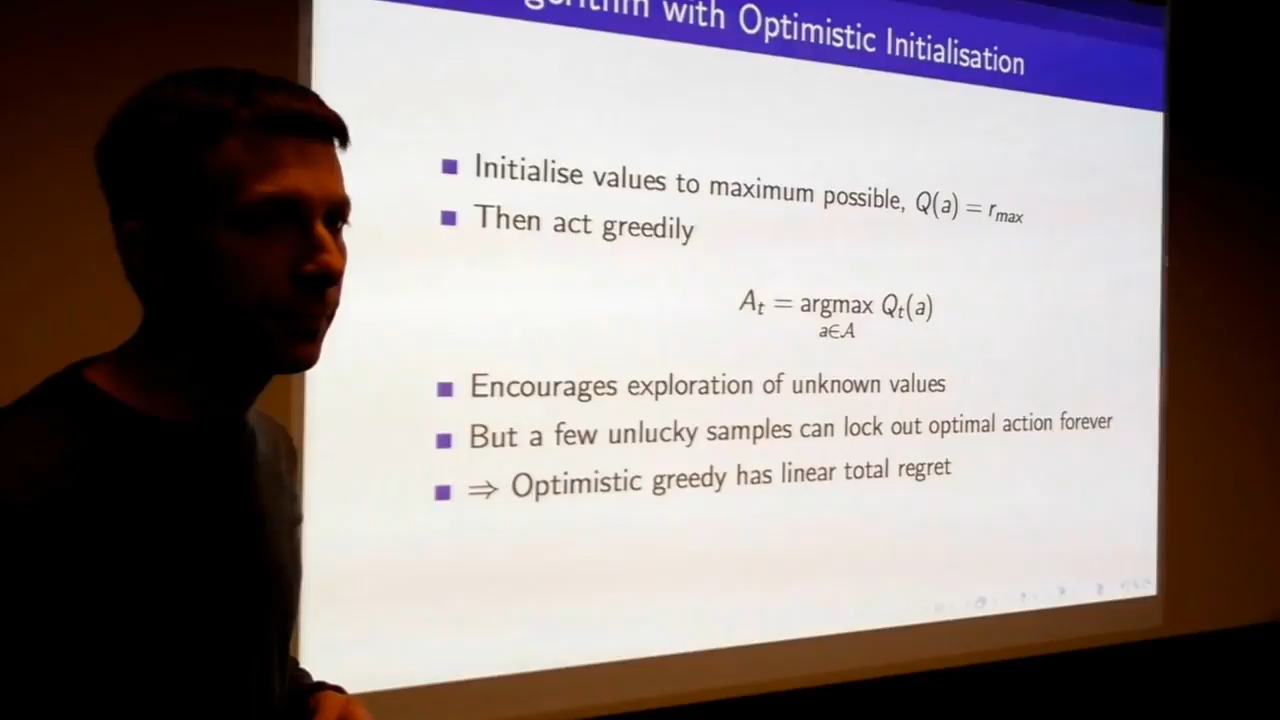 with Optimistic Initialisation
Initialise values to maximum possible, Q(a) = r_max
Then act greedily
A_t = argmax Q_t(a)
a∈A
Encourages exploration of unknown values
But a few unlucky samples can lock out optimal action forever
⇒ Optimistic greedy has linear total regret